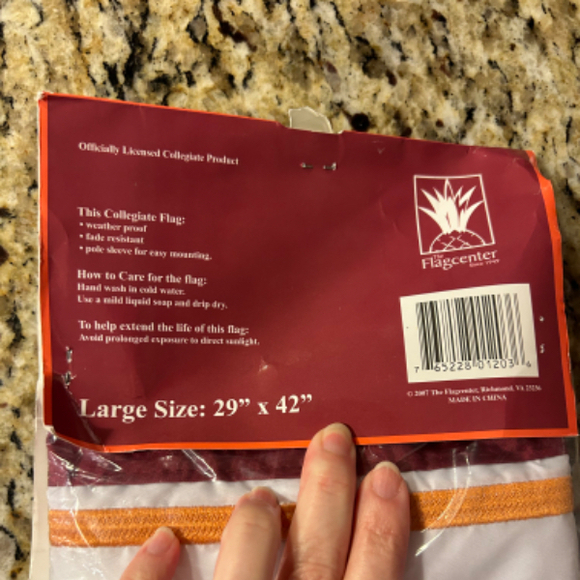 Officially Licensed Collegiate Product
This Collegiate Flag:
• weather proof
• fade resistant
• pole sleeve for easy mounting.
How to Care for the flag:
Hand wash in cold water.
Use a mild liquid soap and drip dry.
To help extend the life of this flag:
Avoid prolonged exposure to direct sunlight.
Large Size: 29” x 42”
The
Flagcenter
Since
7 65228 01203 6
© 2007 The Flagcenter, Richmond, VA 23236
MADE IN CHINA